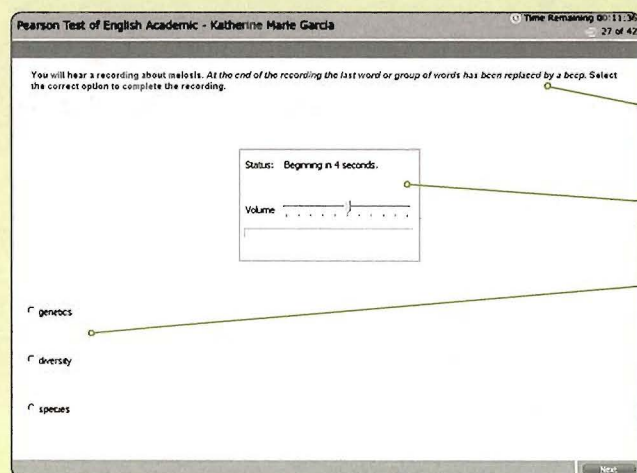 Pearson Test of English Academic - Katherine Marie Garcia
Time Remaining 00:11:36
27 of 42
You will hear a recording about meiosis. At the end of the recording the last word or group of words has been replaced by a beep. Select
the correct option to complete the recording.
Status: Beginning in 4 seconds.
Volume
genetics
diversity
species
Next